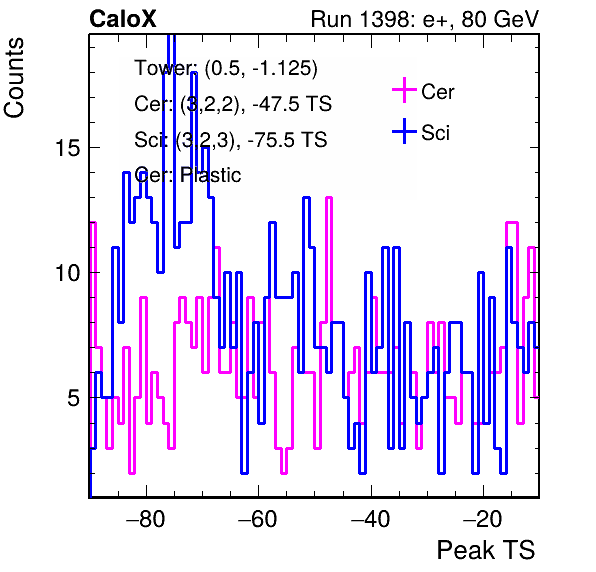 CaloX Run 1398: e+, 80 GeV
Counts
Tower: (0.5, -1.125)
Cer: (3,2,2), -47.5 TS
Sci: (3,2,3), -75.5 TS
Cer: Plastic
Cer
Sci
15
10
5
−80 −60 −40 −20
Peak TS